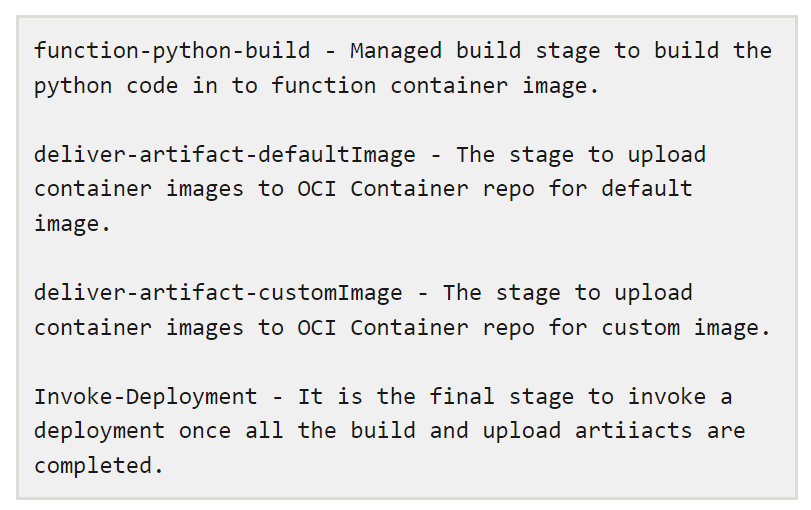 function-python-build - Managed build stage to build the
python code in to function container image.
deliver-artifact-defaultImage - The stage to upload
container images to OCI Container repo for default
image.
deliver-artifact-customImage - The stage to upload
container images to OCI Container repo for custom image.
Invoke-Deployment - It is the final stage to invoke a
deployment once all the build and upload artiiacts are
completed.